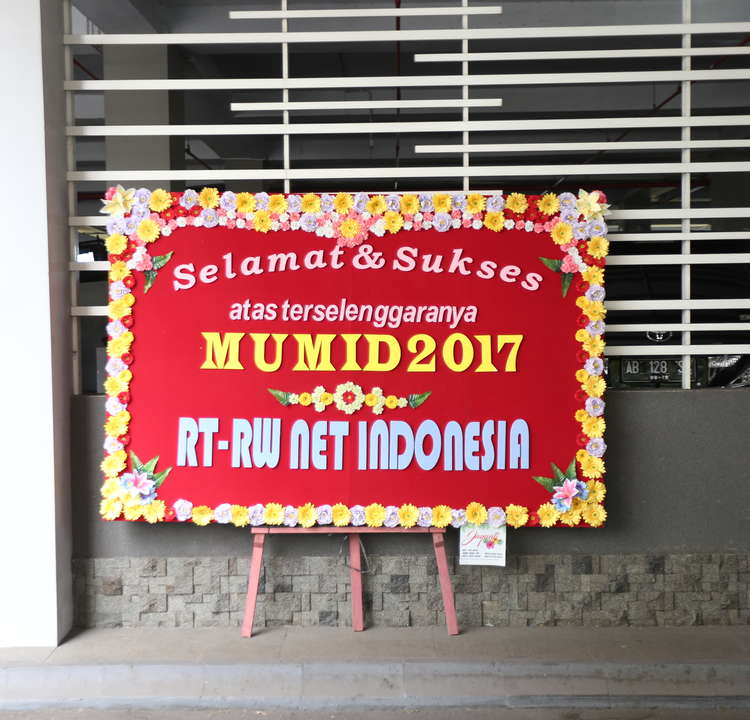 Selamat & Sukses
atas terselenggaranya
MUMID2017
RT-RW NET INDONESIA
AB 128